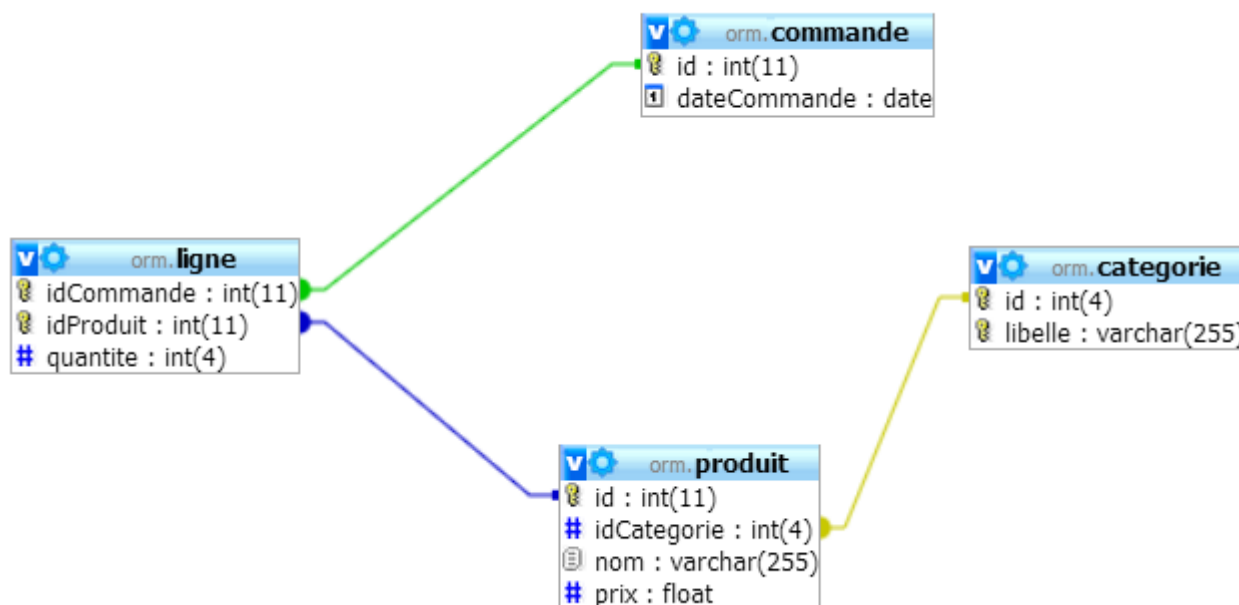 orm.commande
id : int(11)
dateCommande : date
orm.ligne
idCommande : int(11)
idProduit : int(11)
# quantite : int(4)
orm.categorie
id : int(4)
libelle : varchar(255)
orm.produit
id : int(11)
# idCategorie : int(4)
nom : varchar(255)
# prix : float